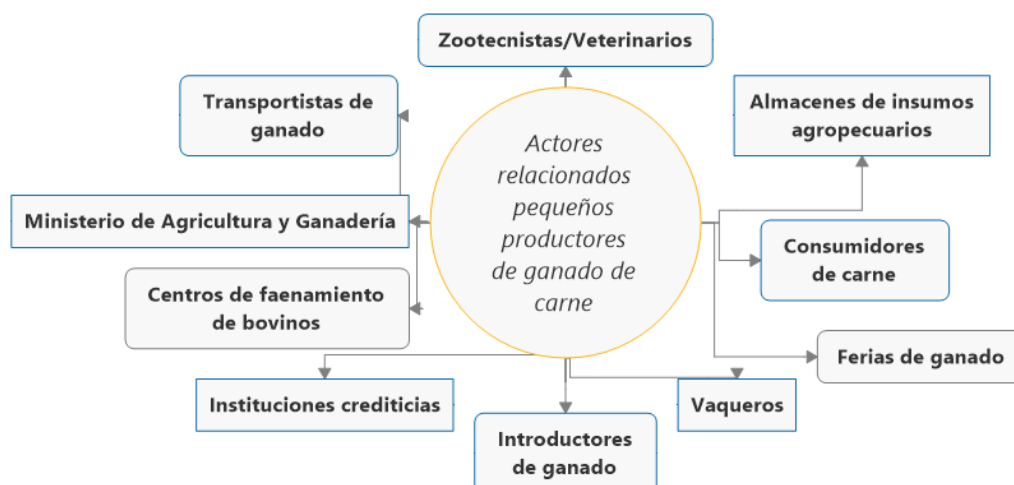 Zootecnistas/Veterinarios
Transportistas de
ganado
Almacenes de insumos
agropecuarios
Actores
relacionados
pequeños
productores
de ganado de
carne
Ministerio de Agricultura y Ganadería
Consumidores
de carne
Centros de faenamiento
de bovinos
Ferias de ganado
Instituciones crediticias
Vaqueros
Introductores
de ganado